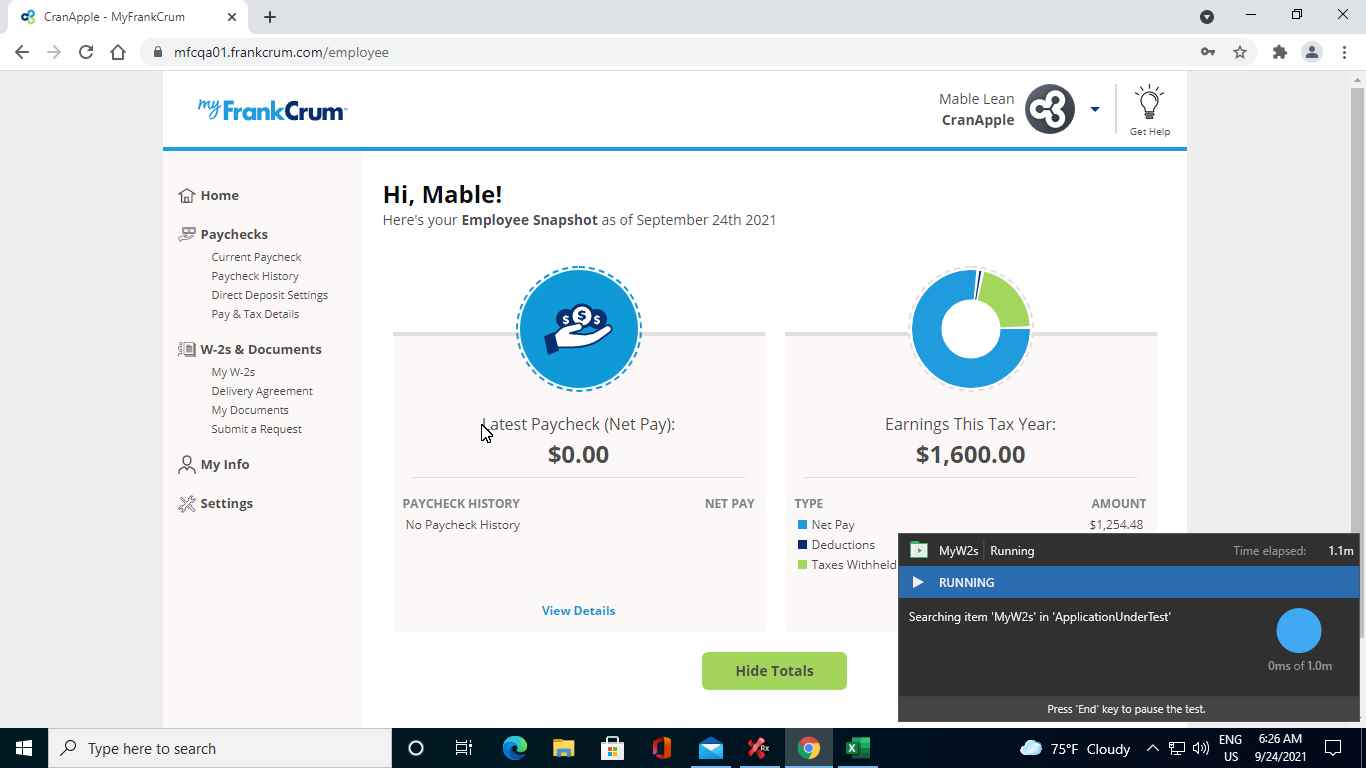 CranApple - MyFrankCrum
mfcqa01.frankcrum.com/employee
myFrankCrum
Mable Lean
CranApple
Get Help
Home
Paychecks
Current Paycheck
Paycheck History
Direct Deposit Settings
Pay & Tax Details
W-2s & Documents
My W-2s
Delivery Agreement
My Documents
Submit a Request
My Info
Settings
Hi, Mable!
Here's your Employee Snapshot as of September 24th 2021
Latest Paycheck (Net Pay):
$0.00
PAYCHECK HISTORY NET PAY
No Paycheck History
View Details
Earnings This Tax Year:
$1,600.00
TYPE AMOUNT
Net Pay $1,254.48
Deductions
Taxes Withheld
Hide Totals
MyW2s Running Time elapsed: 1.1m
RUNNING
Searching item 'MyW2s' in 'ApplicationUnderTest'
0ms of 1.0m
Press 'End' key to pause the test.
Type here to search
75°F Cloudy
ENG
US
6:26 AM
9/24/2021